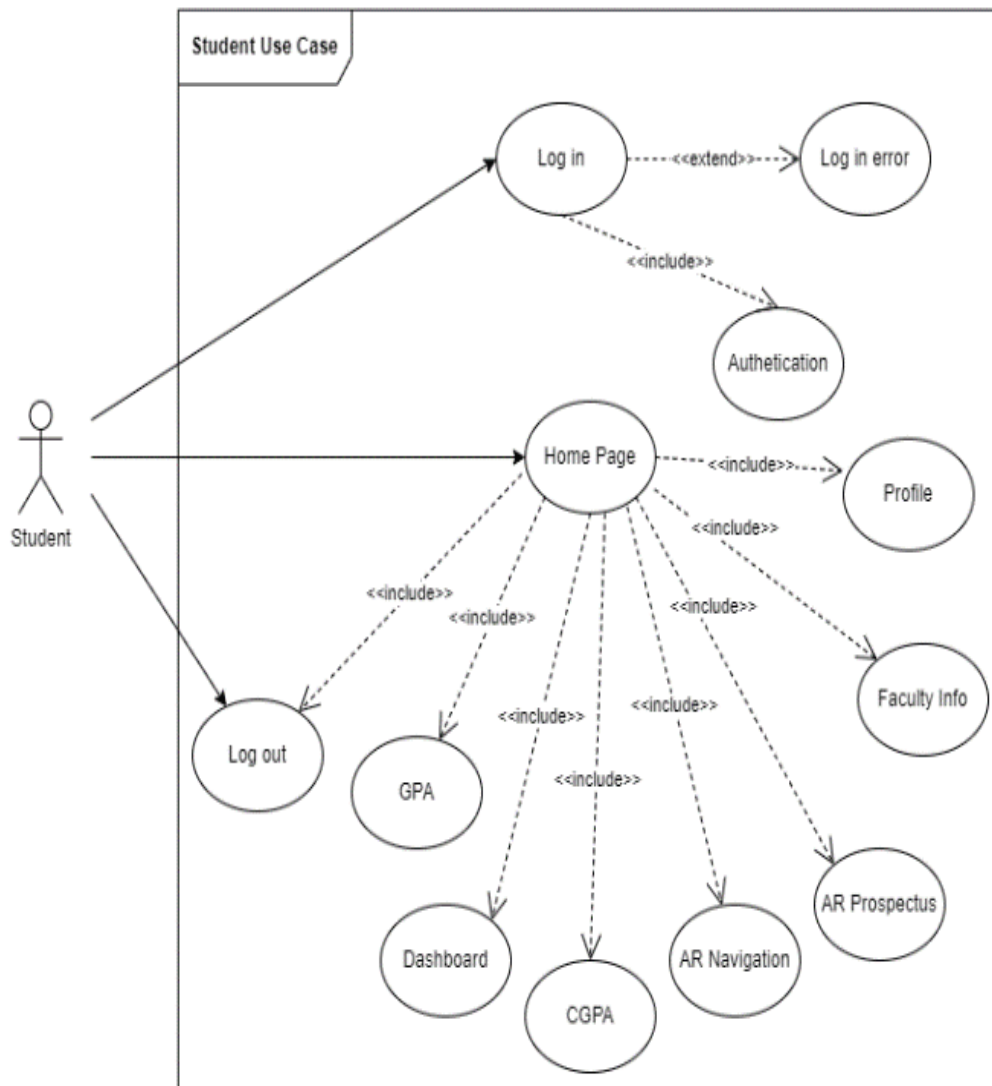 Student Use Case
Log in
<<extend>>
Log in error
<<include>>
Authetication
Student
Home Page
<<include>>
Profile
<<include>>
<<include>>
<<include>>
<<include>>
Faculty Info
<<include>>
<<include>>
Log out
<<include>>
GPA
AR Prospectus
Dashboard
AR Navigation
CGPA